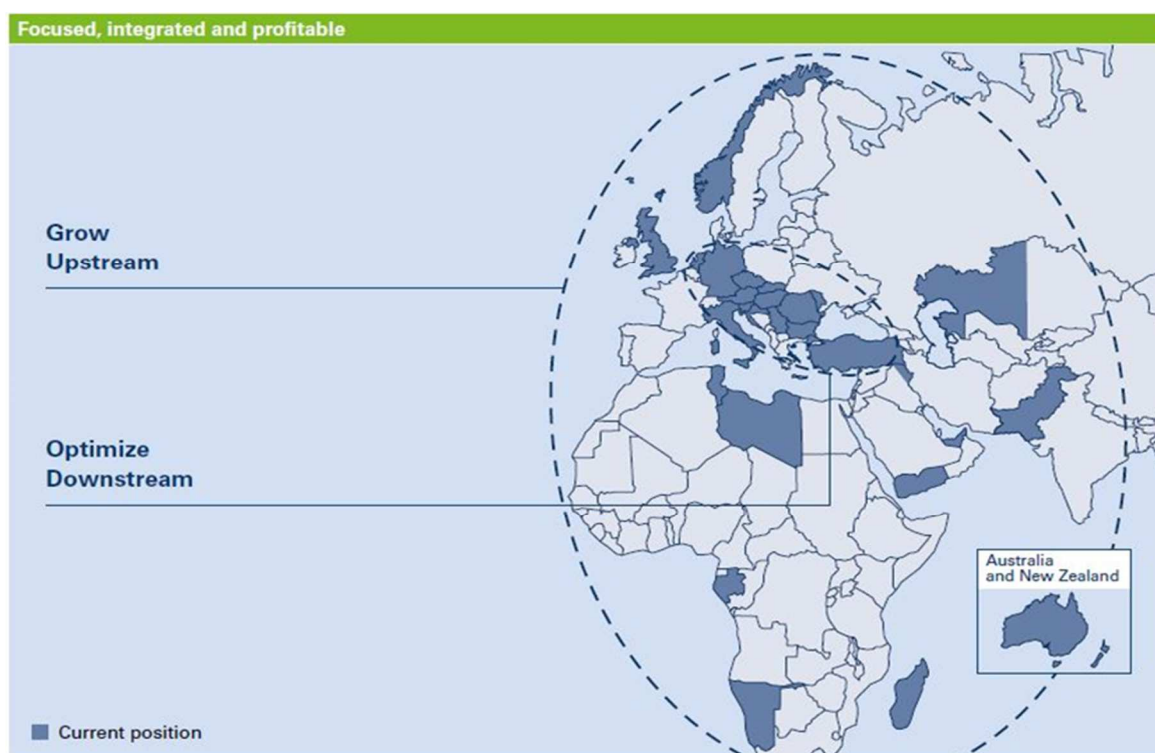 Focused, integrated and profitable
Grow
Upstream
Optimize
Downstream
Australia
and New Zealand
Current position